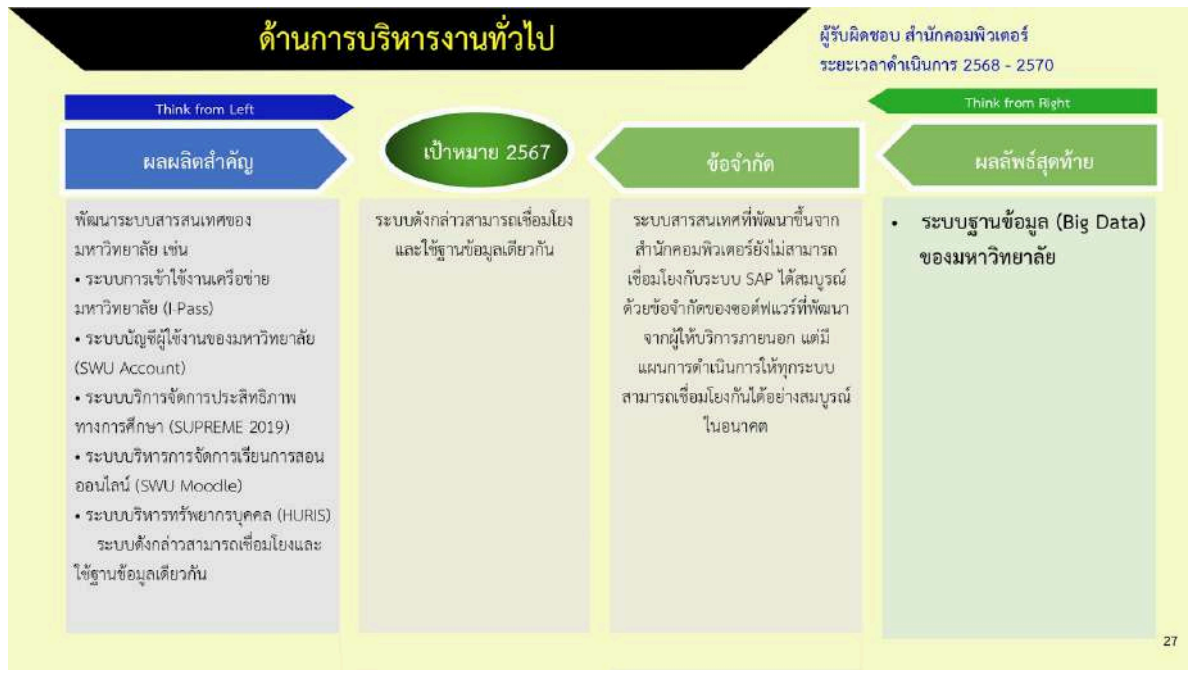 ด้านการบริหารงานทั่วไป
ผู้รับผิดชอบ สำนักคอมพิวเตอร์
ระยะเวลาดำเนินการ 2568 - 2570
Think from Left
Think from Right
ผลผลิตสำคัญ
เป้าหมาย 2567
ข้อจำกัด
ผลลัพธ์สุดท้าย
พัฒนาระบบสารสนเทศของ
มหาวิทยาลัย เช่น
• ระบบการเข้าใช้งานเครือข่าย
มหาวิทยาลัย (I-Pass)
• ระบบบัญชีผู้ใช้งานของมหาวิทยาลัย
(SWU Account)
• ระบบบริการจัดการประสิทธิภาพ
ทางการศึกษา (SUPREME 2019)
• ระบบบริหารการจัดการเรียนการสอน
ออนไลน์ (SWU Moodle)
• ระบบบริหารทรัพยากรบุคคล (HURIS)
ระบบดังกล่าวสามารถเชื่อมโยงและ
ใช้ฐานข้อมูลเดียวกัน
ระบบดังกล่าวสามารถเชื่อมโยง
และใช้ฐานข้อมูลเดียวกัน
ระบบสารสนเทศที่พัฒนาขึ้นจาก
สำนักคอมพิวเตอร์ยังไม่สามารถ
เชื่อมโยงกับระบบ SAP ได้สมบูรณ์
ด้วยข้อจำกัดของซอต์ฟแวร์ที่พัฒนา
จากผู้ให้บริการภายนอก แต่มี
แผนการดำเนินการให้ทุกระบบ
สามารถเชื่อมโยงกันได้อย่างสมบูรณ์
ในอนาคต
• ระบบฐานข้อมูล (Big Data)
ของมหาวิทยาลัย
27